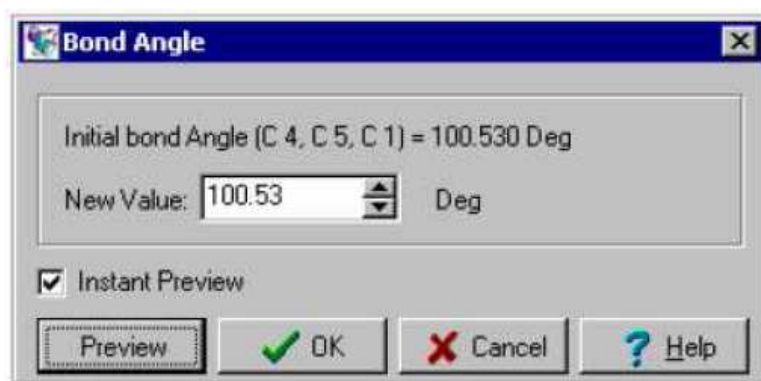 Bond Angle
Initial bond Angle (C 4, C 5, C 1) = 100.530 Deg
New Value: 100.53 Deg
Instant Preview
Preview OK Cancel Help